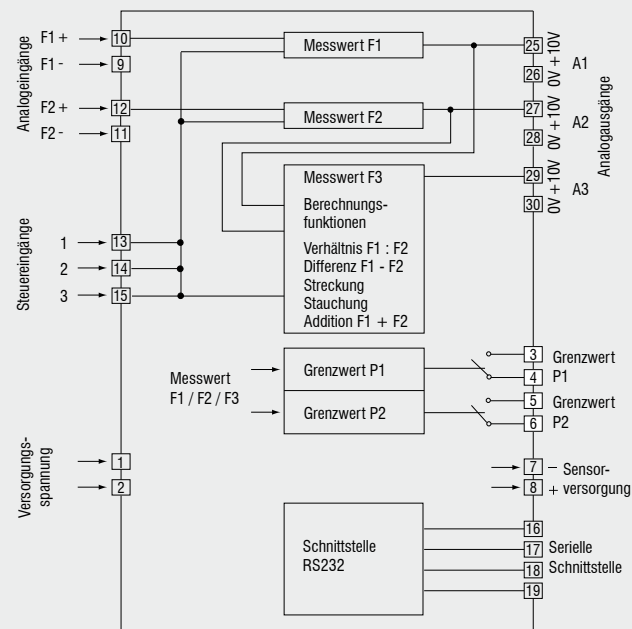 Analogeingänge
F1 +
10
F1 -
9
F2 +
12
F2 -
11
Messwert F1
Messwert F2
25
26
0V + 10V
A1
27
28
0V + 10V
A2
29
30
0V + 10V
A3
Analogausgänge
Messwert F3
Berechnungs-
funktionen
Verhältnis F1 : F2
Differenz F1 - F2
Streckung
Stauchung
Addition F1 + F2
Steuereingänge
1
13
2
14
3
15
Messwert
F1 / F2 / F3
Grenzwert P1
Grenzwert P2
3
Grenzwert
4
P1
5
Grenzwert
6
P2
Versorgungs-
spannung
1
2
7
– Sensor-
8
+ versorgung
Schnittstelle
RS232
16
17
Serielle
18
Schnittstelle
19